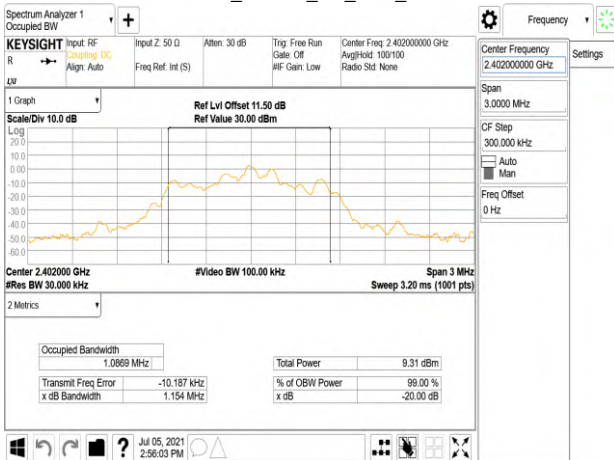 Spectrum Analyzer 1
Occupied BW
Frequency
KEYSIGHT
R
LXI
Input: RF
Coupling: DC
Align: Auto
Input Z: 50 Ω
Freq Ref: Int (S)
Atten: 30 dB
Trig: Free Run
Gate: Off
#IF Gain: Low
Center Freq: 2.402000000 GHz
Avg|Hold: 100/100
Radio Std: None
Center Frequency
2.402000000 GHz
Settings
Span
3.0000 MHz
CF Step
300.000 kHz
Auto
Man
Freq Offset
0 Hz
1 Graph
Scale/Div 10.0 dB
Ref Lvl Offset 11.50 dB
Ref Value 30.00 dBm
Log
20.0
10.0
0.00
-10.0
-20.0
-30.0
-40.0
-50.0
-60.0
Center 2.402000 GHz
#Res BW 30.000 kHz
#Video BW 100.00 kHz
Span 3 MHz
Sweep 3.20 ms (1001 pts)
2 Metrics
Occupied Bandwidth
1.0869 MHz
Total Power 9.31 dBm
Transmit Freq Error -10.187 kHz
% of OBW Power 99.00 %
x dB Bandwidth 1.154 MHz
x dB -20.00 dB
?
Jul 05, 2021
2:56:03 PM